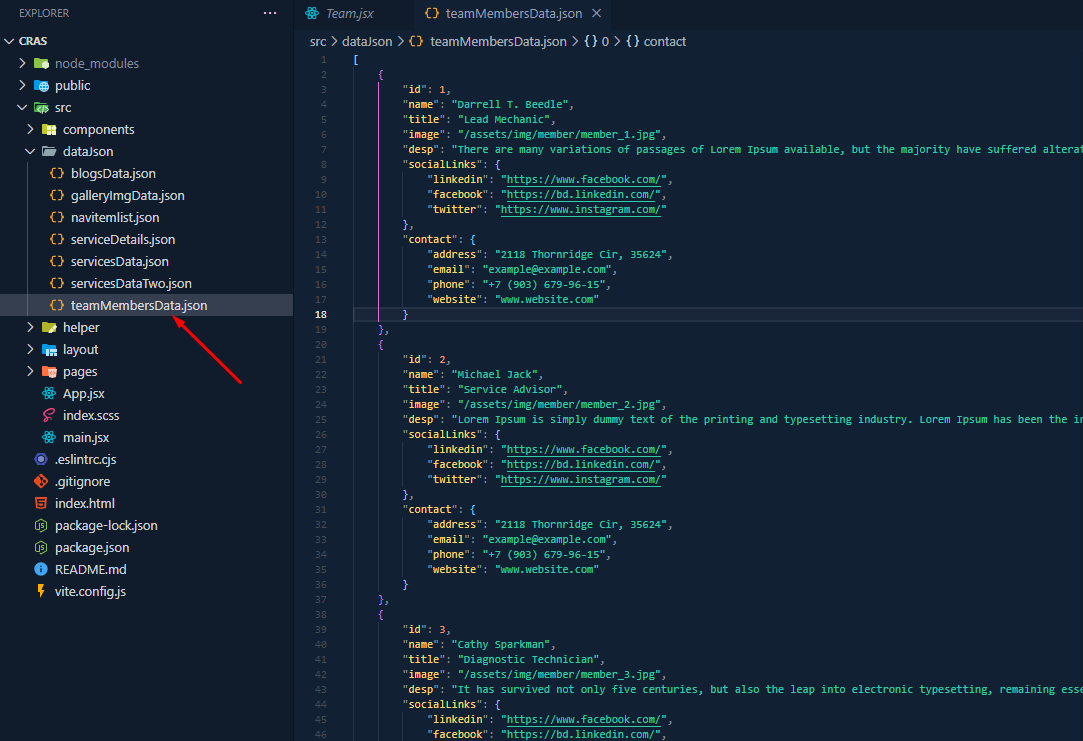 EXPLORER
CRAS
node_modules
public
src
components
dataJson
blogsData.json
galleryImgData.json
navitemlist.json
serviceDetails.json
servicesData.json
servicesDataTwo.json
teamMembersData.json
helper
layout
pages
App.jsx
index.scss
main.jsx
.eslintrc.cjs
.gitignore
index.html
package-lock.json
package.json
README.md
vite.config.js
Team.jsx
{} teamMembersData.json
src > dataJson > {} teamMembersData.json > {} 0 > {} contact
1 [
2 {
3 "id": 1,
4 "name": "Darrell T. Beedle",
5 "title": "Lead Mechanic",
6 "image": "/assets/img/member/member_1.jpg",
7 "desp": "There are many variations of passages of Lorem Ipsum available, but the majority have suffered alterat
8 "socialLinks": {
9 "linkedin": "https://www.facebook.com/",
10 "facebook": "https://bd.linkedin.com/",
11 "twitter": "https://www.instagram.com/"
12 },
13 "contact": {
14 "address": "2118 Thornridge Cir, 35624",
15 "email": "example@example.com",
16 "phone": "+7 (903) 679-96-15",
17 "website": "www.website.com"
18 }
19 },
20 {
21 "id": 2,
22 "name": "Michael Jack",
23 "title": "Service Advisor",
24 "image": "/assets/img/member/member_2.jpg",
25 "desp": "Lorem Ipsum is simply dummy text of the printing and typesetting industry. Lorem Ipsum has been the in
26 "socialLinks": {
27 "linkedin": "https://www.facebook.com/",
28 "facebook": "https://bd.linkedin.com/",
29 "twitter": "https://www.instagram.com/"
30 },
31 "contact": {
32 "address": "2118 Thornridge Cir, 35624",
33 "email": "example@example.com",
34 "phone": "+7 (903) 679-96-15",
35 "website": "www.website.com"
36 }
37 },
38 {
39 "id": 3,
40 "name": "Cathy Sparkman",
41 "title": "Diagnostic Technician",
42 "image": "/assets/img/member/member_3.jpg",
43 "desp": "It has survived not only five centuries, but also the leap into electronic typesetting, remaining esse
44 "socialLinks": {
45 "linkedin": "https://www.facebook.com/",
46 "facebook": "https://bd.linkedin.com/",